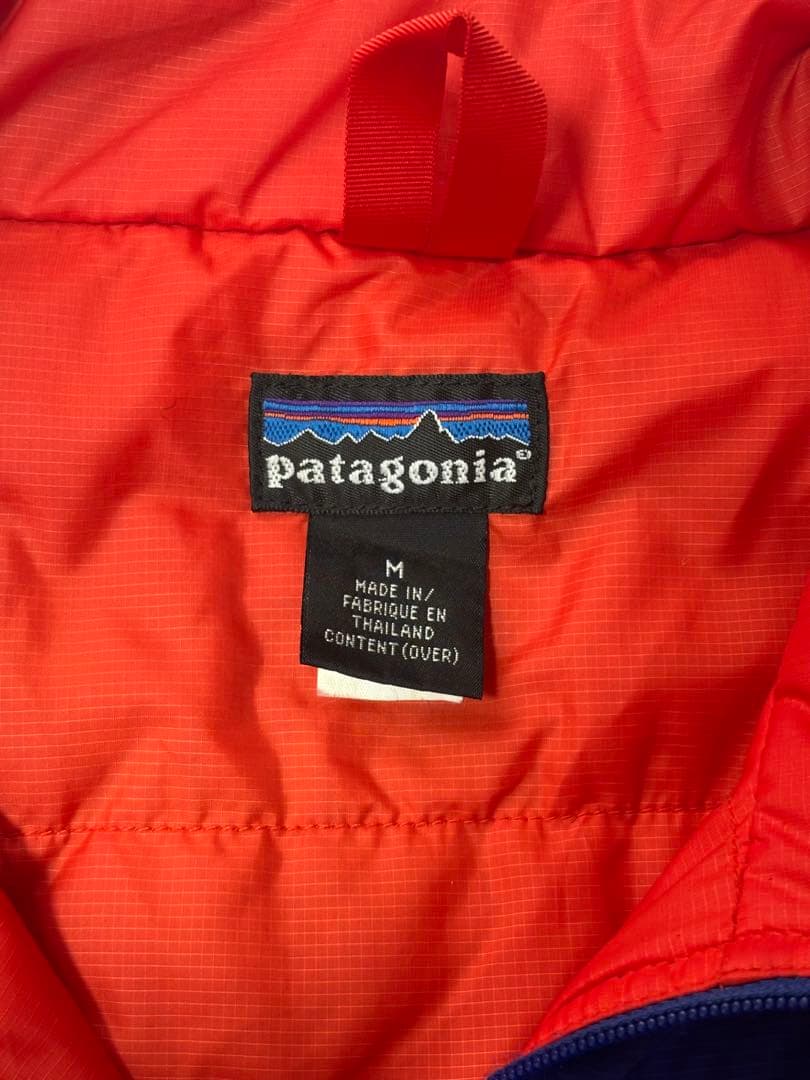 patagonia®
M
MADE IN/
FABRIQUE EN
THAILAND
CONTENT (OVER)